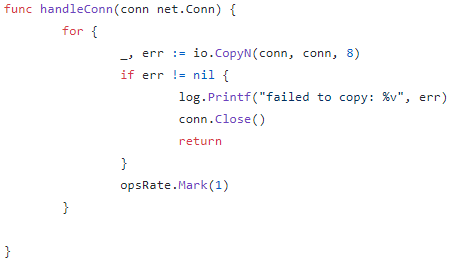 func handleConn(conn net.Conn) {
for {
_, err := io.CopyN(conn, conn, 8)
if err != nil {
log.Printf("failed to copy: %v", err)
conn.Close()
return
}
opsRate.Mark(1)
}
}